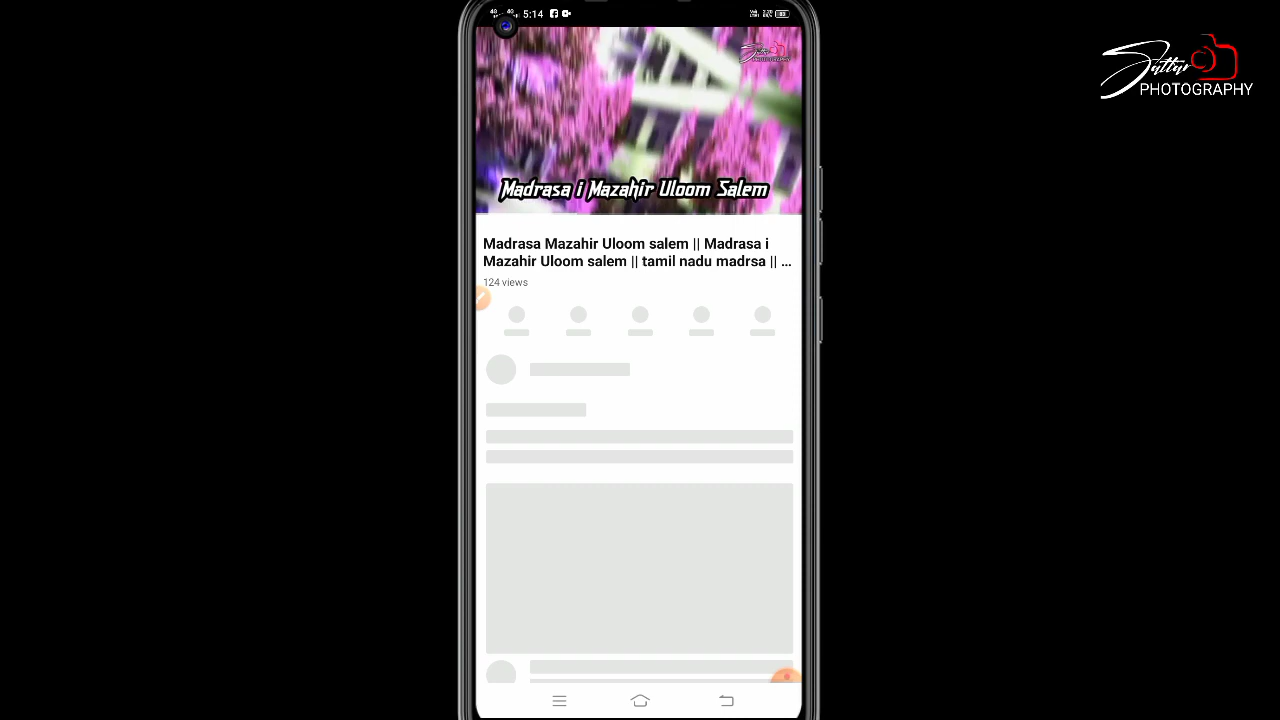 5:14
Sattar
PHOTOGRAPHY
Madrasa i Mazahir Uloom Salem
Madrasa Mazahir Uloom salem || Madrasa i
Mazahir Uloom salem || tamil nadu madrsa || ...
124 views